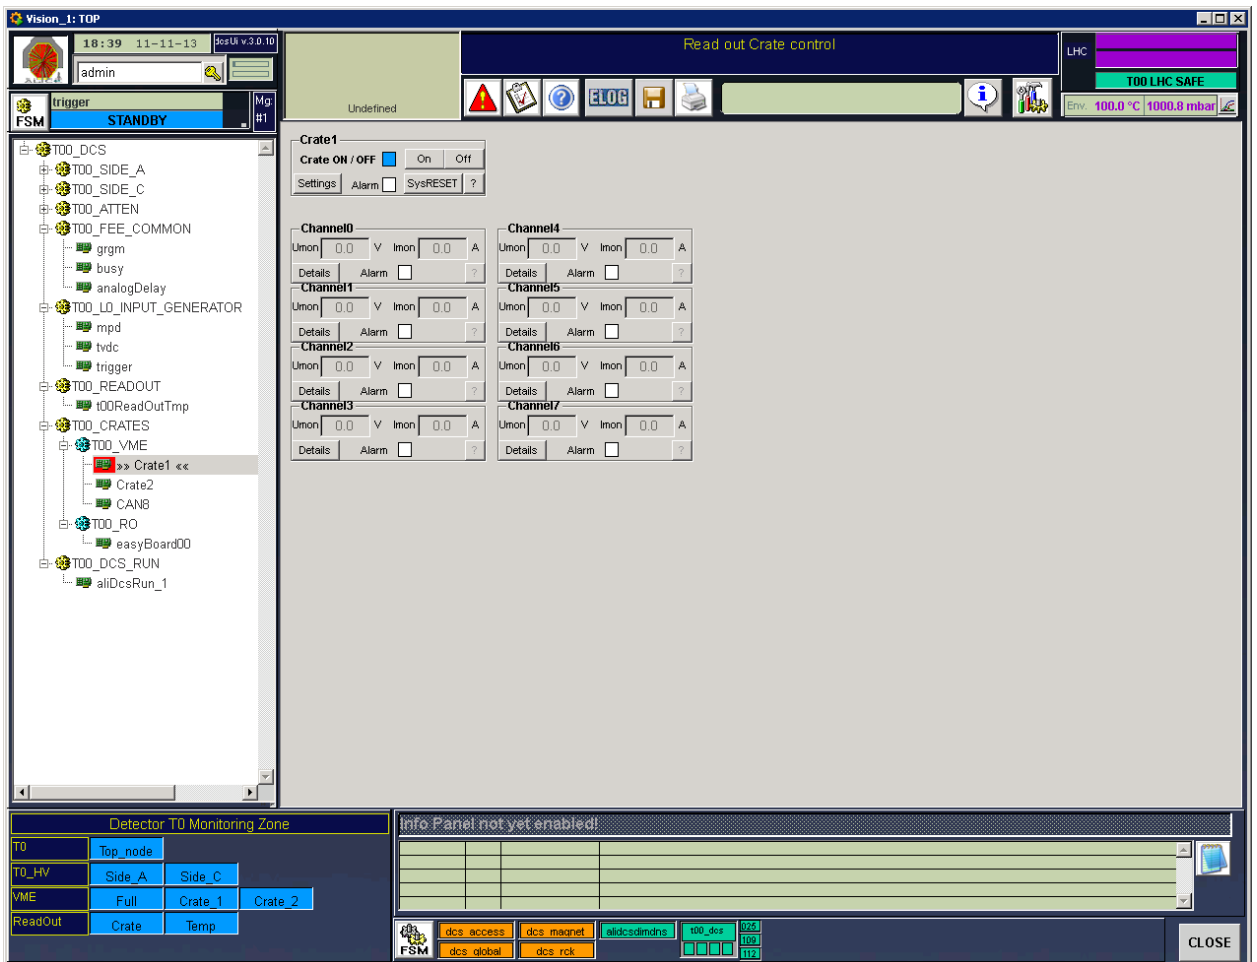 Vision_1: TOP
18:39 11-11-13 dcsUi v.3.0.10
admin
ALICE
Undefined
Read out Crate control
ELOG
LHC
T00 LHC SAFE
Env. 100.0 °C 1000.8 mbar
FSM
trigger
STANDBY
Mg:
#1
T00_DCS
T00_SIDE_A
T00_SIDE_C
T00_ATTEN
T00_FEE_COMMON
grgm
busy
analogDelay
T00_L0_INPUT_GENERATOR
mpd
tvdc
trigger
T00_READOUT
t00ReadOutTmp
T00_CRATES
T00_VME
»» Crate1 ««
Crate2
CAN8
T00_RO
easyBoard00
T00_DCS_RUN
aliDcsRun_1
Crate1
Crate ON / OFF On Off
Settings Alarm SysRESET ?
Channel0
Umon 0.0 V Imon 0.0 A
Details Alarm ?
Channel1
Umon 0.0 V Imon 0.0 A
Details Alarm ?
Channel2
Umon 0.0 V Imon 0.0 A
Details Alarm ?
Channel3
Umon 0.0 V Imon 0.0 A
Details Alarm ?
Channel4
Umon 0.0 V Imon 0.0 A
Details Alarm ?
Channel5
Umon 0.0 V Imon 0.0 A
Details Alarm ?
Channel6
Umon 0.0 V Imon 0.0 A
Details Alarm ?
Channel7
Umon 0.0 V Imon 0.0 A
Details Alarm ?
Detector T0 Monitoring Zone
T0 Top_node
T0_HV Side_A Side_C
VME Full Crate_1 Crate_2
ReadOut Crate Temp
Info Panel not yet enabled!
FSM
dcs_access dcs_magnet alidcsdimdns t00_dcs 025
109
dcs_global dcs_rck 112
CLOSE